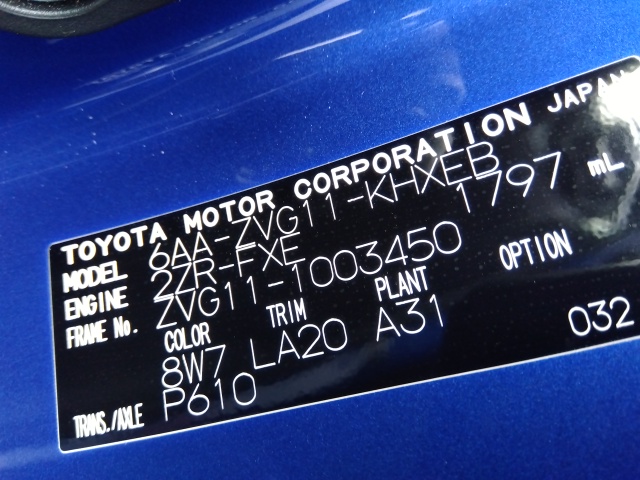 TOYOTA MOTOR CORPORATION JAPAN
MODEL 6AA-ZVG11-KHXEB
ENGINE 2ZR-FXE 1797 mL
FRAME No. ZVG11-1003450
COLOR TRIM PLANT OPTION
8W7 LA20 A31 032
TRANS./AXLE P610